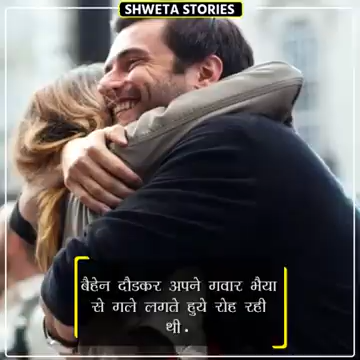 SHWETA STORIES
बैहेन दौडकर अपने गवार भैया
से गले लगते हुये रोह रही
थी.